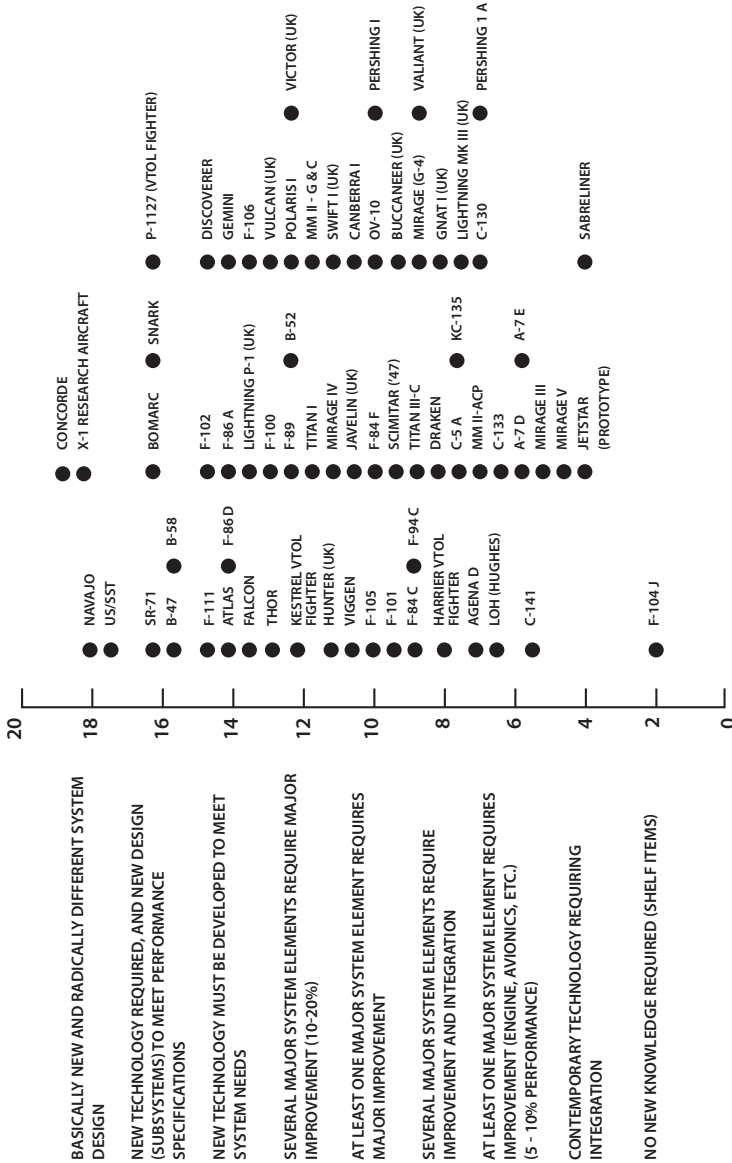 BASICALLY NEW AND RADICALLY DIFFERENT SYSTEM
DESIGN
NEW TECHNOLOGY REQUIRED, AND NEW DESIGN
(SUBSYSTEMS) TO MEET PERFORMANCE
SPECIFICATIONS
NEW TECHNOLOGY MUST BE DEVELOPED TO MEET
SYSTEM NEEDS
SEVERAL MAJOR SYSTEM ELEMENTS REQUIRE MAJOR
IMPROVEMENT (10-20%)
AT LEAST ONE MAJOR SYSTEM ELEMENT REQUIRES
MAJOR IMPROVEMENT
SEVERAL MAJOR SYSTEM ELEMENTS REQUIRE
IMPROVEMENT AND INTEGRATION
AT LEAST ONE MAJOR SYSTEM ELEMENT REQUIRES
IMPROVEMENT (ENGINE, AVIONICS, ETC.)
(5 - 10% PERFORMANCE)
CONTEMPORARY TECHNOLOGY REQUIRING
INTEGRATION
NO NEW KNOWLEDGE REQUIRED (SHELF ITEMS)
20
18
16
14
12
10
8
6
4
2
0
NAVAJO
US/SST
SR-71
B-47
B-58
F-111
ATLAS
F-86 D
FALCON
THOR
KESTREL VTOL
FIGHTER
HUNTER (UK)
VIGGEN
F-105
F-101
F-84 C
F-94 C
HARRIER VTOL
FIGHTER
AGENA D
LOH (HUGHES)
C-141
F-104 J
CONCORDE
X-1 RESEARCH AIRCRAFT
BOMARC
SNARK
F-102
F-86 A
LIGHTNING P-1 (UK)
F-100
F-89
B-52
TITAN I
MIRAGE IV
JAVELIN (UK)
F-84 F
SCIMITAR ('47)
TITAN III-C
DRAKEN
C-5 A
KC-135
MM II-ACP
C-133
A-7 D
A-7 E
MIRAGE III
MIRAGE V
JETSTAR
(PROTOTYPE)
P-1127 (VTOL FIGHTER)
DISCOVERER
GEMINI
F-106
VULCAN (UK)
POLARIS I
VICTOR (UK)
MM II - G & C
SWIFT I (UK)
CANBERRA I
OV-10
PERSHING I
BUCCANEER (UK)
MIRAGE (G-4)
VALIANT (UK)
GNAT I (UK)
LIGHTNING MK III (UK)
C-130
PERSHING 1 A
SABRELINER